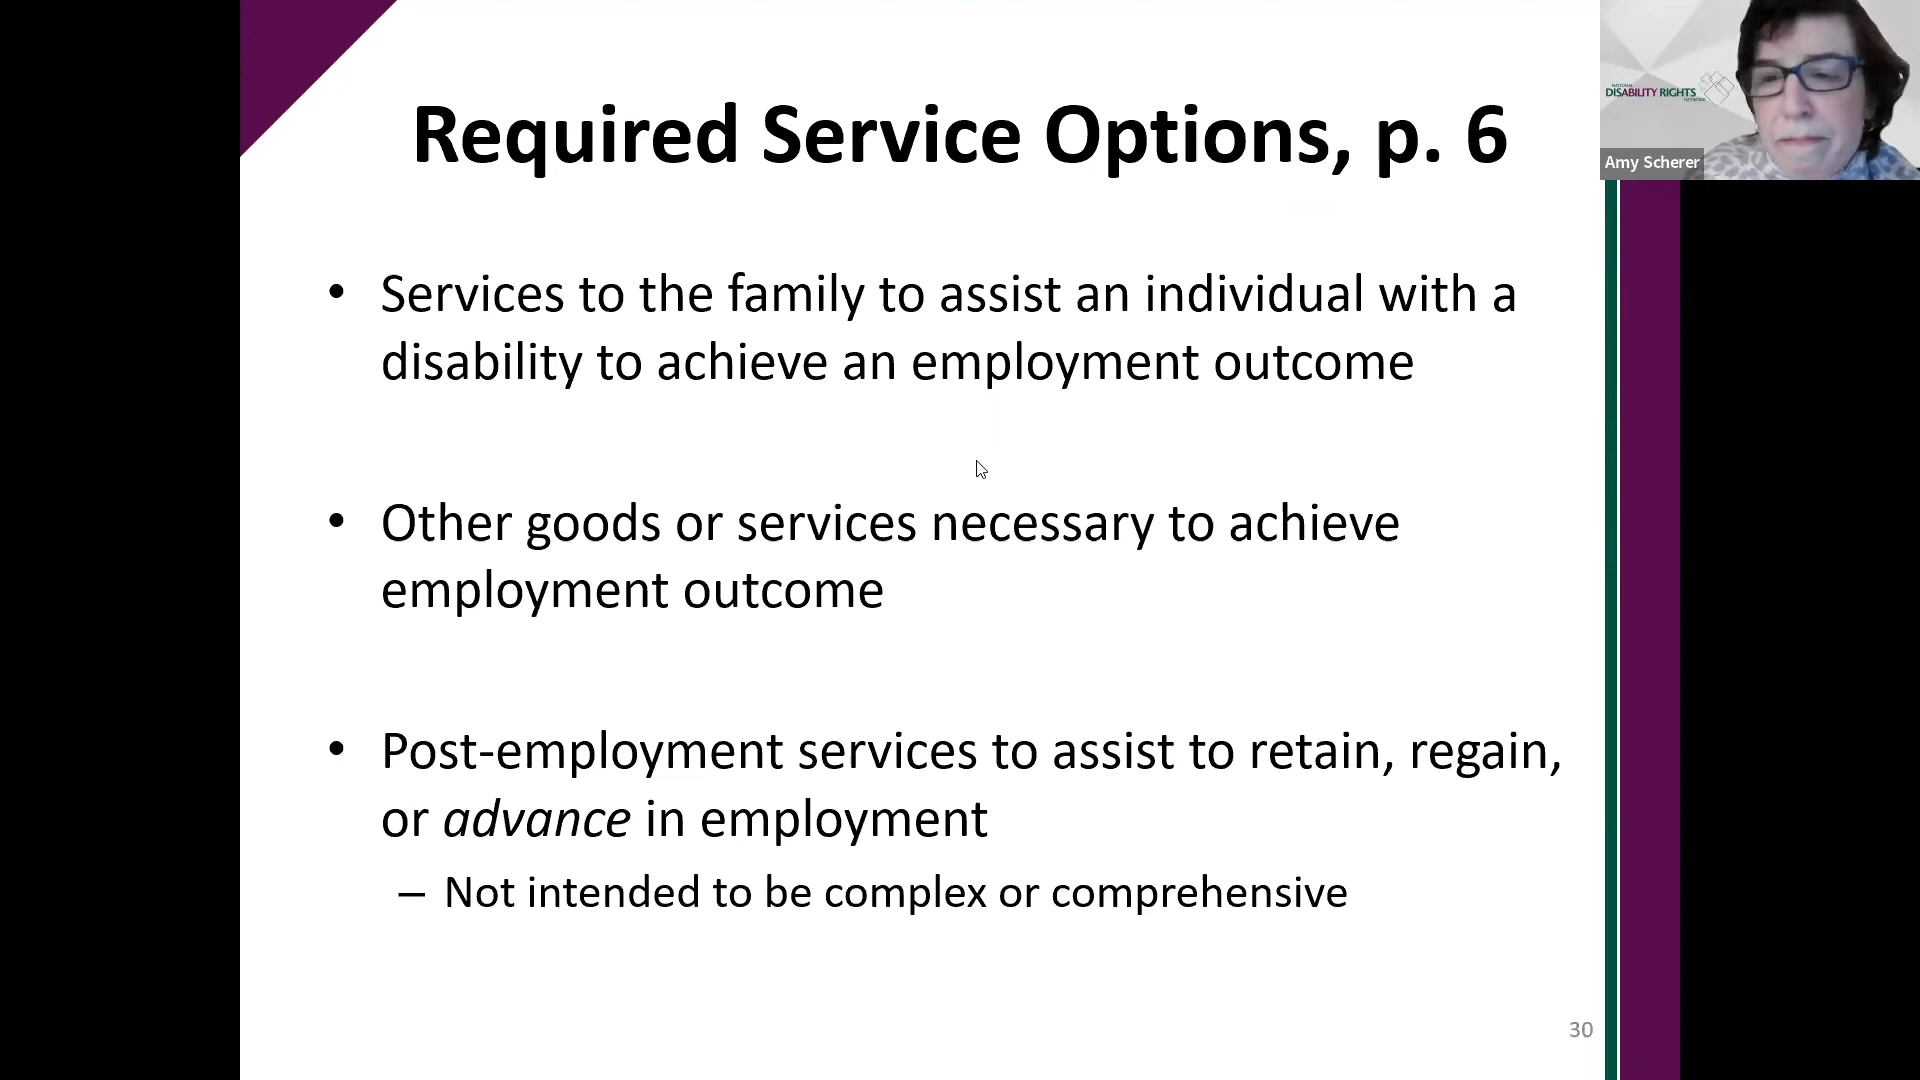 Required Service Options, p. 6
NATIONAL
DISABILITY RIGHTS
NETWORK
Amy Scherer
• Services to the family to assist an individual with a
disability to achieve an employment outcome
• Other goods or services necessary to achieve
employment outcome
• Post-employment services to assist to retain, regain,
or advance in employment
– Not intended to be complex or comprehensive
30